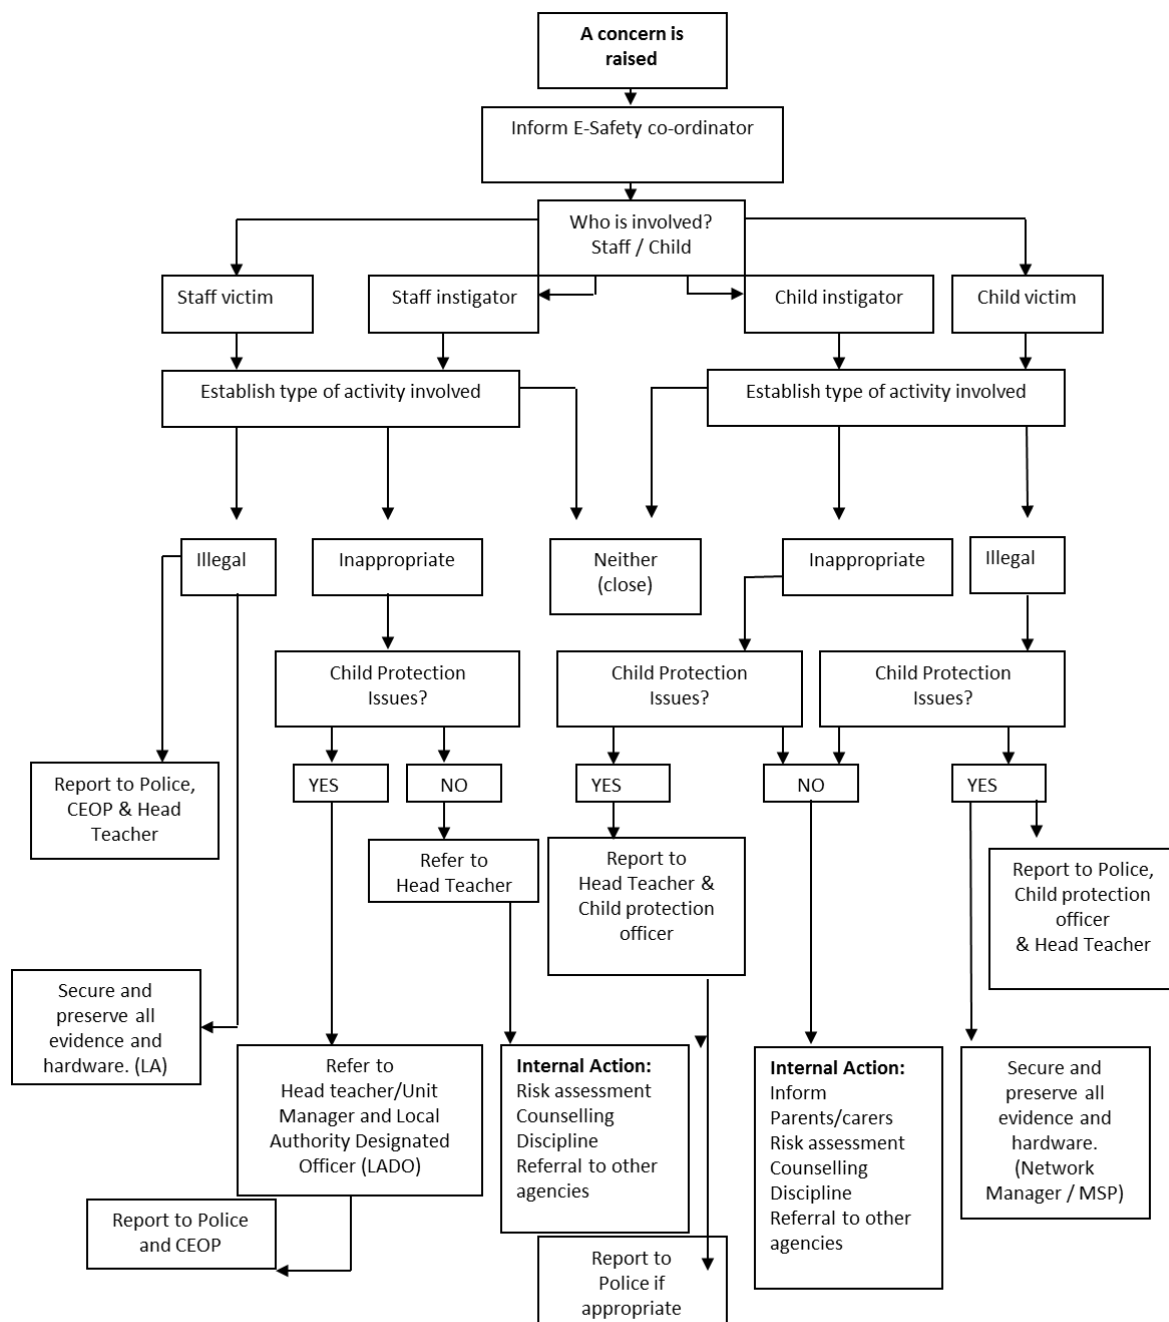 A concern is
raised
Inform E-Safety co-ordinator
Who is involved?
Staff / Child
Staff victim
Staff instigator
Child instigator
Child victim
Establish type of activity involved
Establish type of activity involved
Illegal
Inappropriate
Neither
(close)
Inappropriate
Illegal
Child Protection
Issues?
Child Protection
Issues?
Child Protection
Issues?
YES
NO
YES
NO
YES
Report to Police,
CEOP & Head
Teacher
Refer to
Head Teacher
Report to
Head Teacher &
Child protection
officer
Report to Police,
Child protection
officer
& Head Teacher
Secure and
preserve all
evidence and
hardware. (LA)
Refer to
Head teacher/Unit
Manager and Local
Authority Designated
Officer (LADO)
Internal Action:
Risk assessment
Counselling
Discipline
Referral to other
agencies
Internal Action:
Inform
Parents/carers
Risk assessment
Counselling
Discipline
Referral to other
agencies
Secure and
preserve all
evidence and
hardware.
(Network
Manager / MSP)
Report to Police
and CEOP
Report to
Police if
appropriate